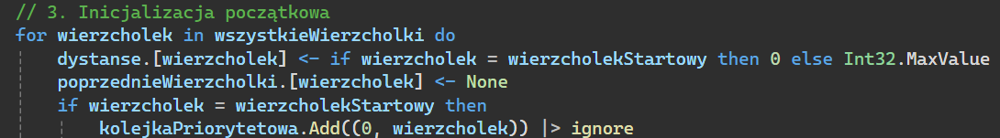 // 3. Inicjalizacja początkowa
for wierzcholek in wszystkieWierzcholki do
    dystanse.[wierzcholek] <- if wierzcholek = wierzcholekStartowy then 0 else Int32.MaxValue
    poprzednieWierzcholki.[wierzcholek] <- None
    if wierzcholek = wierzcholekStartowy then
        kolejkaPriorytetowa.Add((0, wierzcholek)) |> ignore